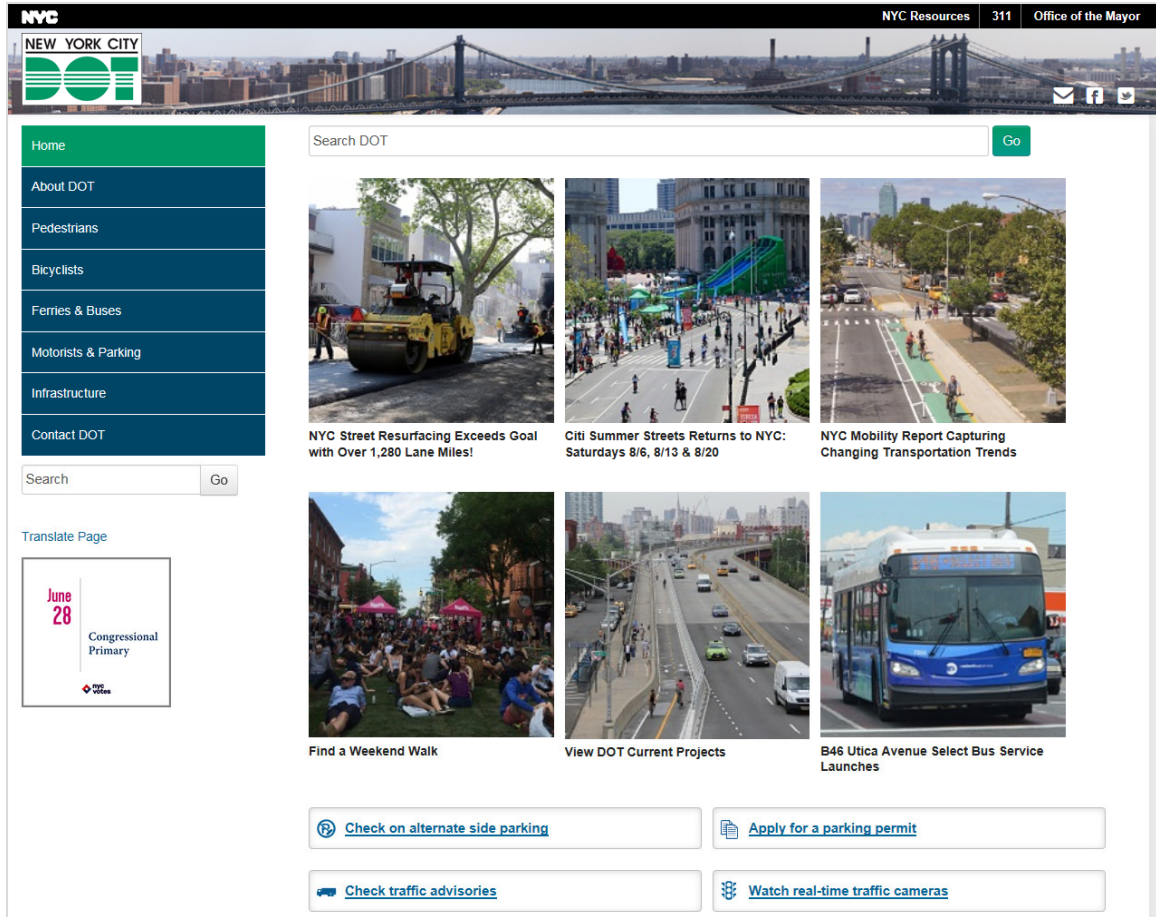 NYC
NYC Resources
311
Office of the Mayor
NEW YORK CITY
DOT
Home
About DOT
Pedestrians
Bicyclists
Ferries & Buses
Motorists & Parking
Infrastructure
Contact DOT
Search
Go
Translate Page
June
28
Congressional
Primary
nyc
votes
Search DOT
Go
NYC Street Resurfacing Exceeds Goal
with Over 1,280 Lane Miles!
Citi Summer Streets Returns to NYC:
Saturdays 8/6, 8/13 & 8/20
NYC Mobility Report Capturing
Changing Transportation Trends
Find a Weekend Walk
View DOT Current Projects
B46 Utica Avenue Select Bus Service
Launches
Check on alternate side parking
Apply for a parking permit
Check traffic advisories
Watch real-time traffic cameras